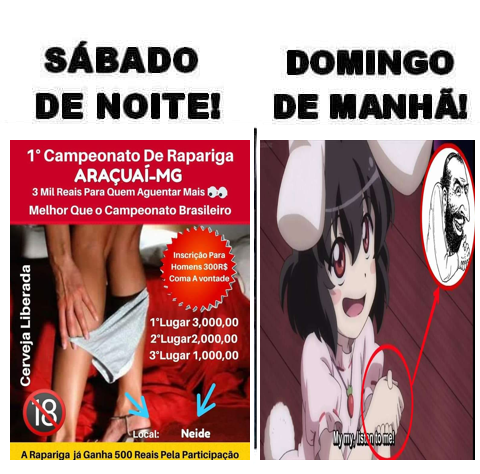 SÁBADO
DE NOITE!
DOMINGO
DE MANHÃ!
1° Campeonato De Rapariga
ARAÇUAÍ-MG
3 Mil Reais Para Quem Aguentar Mais 👀
Melhor Que o Campeonato Brasileiro
Inscrição Para
Homens 300R$
Coma A vontade
Cerveja Liberada
1°Lugar 3,000,00
2°Lugar2,000,00
3°Lugar 1,000,00
18
Local: Neide
A Rapariga já Ganha 500 Reais Pela Participação
My my, listen to me!